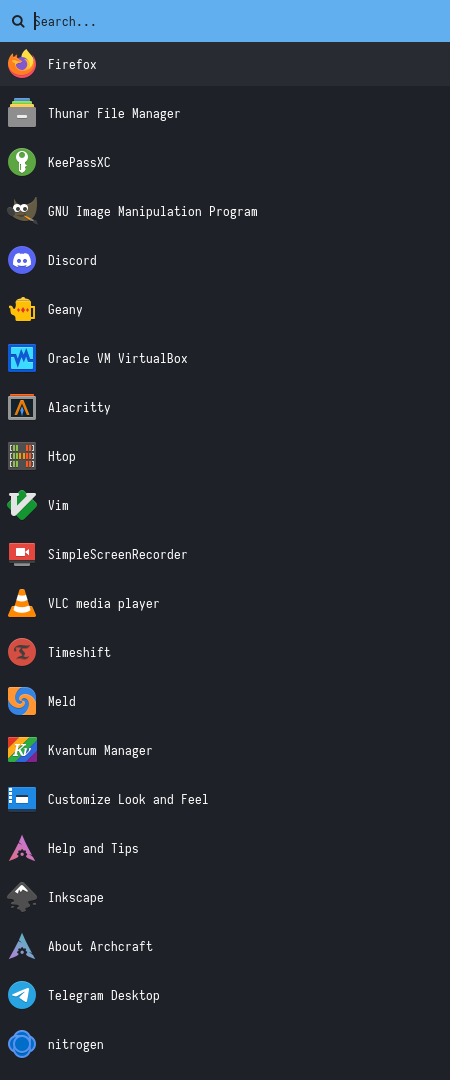 Search...
Firefox
Thunar File Manager
KeePassXC
GNU Image Manipulation Program
Discord
Geany
Oracle VM VirtualBox
Alacritty
Htop
Vim
SimpleScreenRecorder
VLC media player
Timeshift
Meld
Kv Kvantum Manager
Customize Look and Feel
Help and Tips
Inkscape
About Archcraft
Telegram Desktop
nitrogen